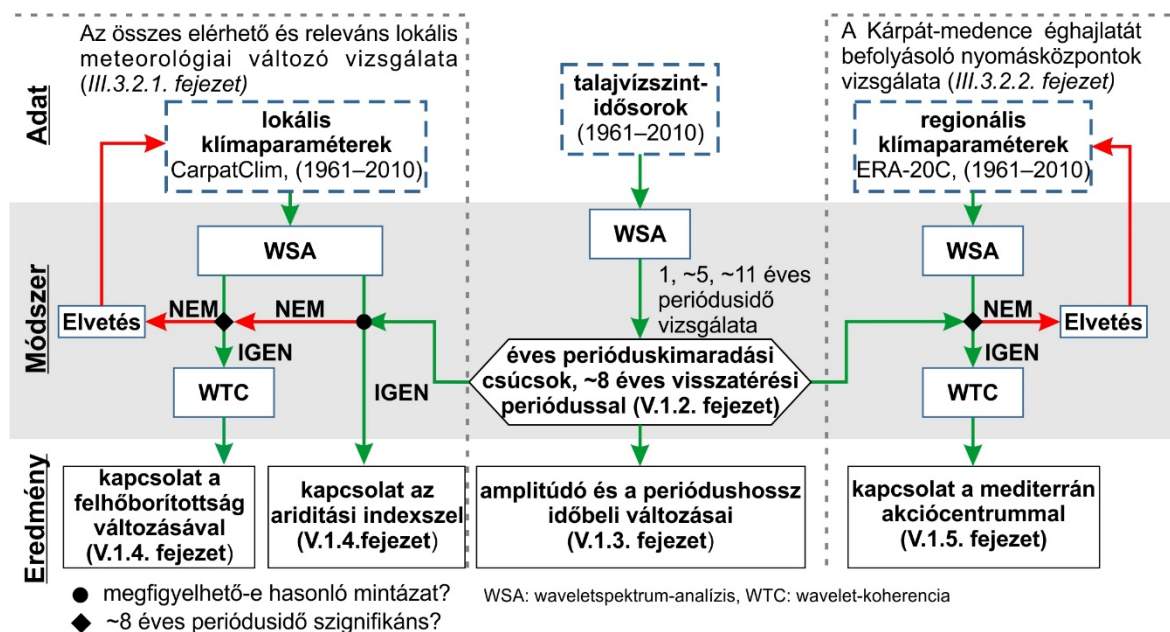 Az összes elérhető és releváns lokális
meteorológiai változó vizsgálata
(III.3.2.1. fejezet)
A Kárpát-medence éghajlatát
befolyásoló nyomásközpontok
vizsgálata (III.3.2.2. fejezet)
Adat
lokális
klímaparaméterek
CarpatClim, (1961–2010)
talajvízszint-
idősorok
(1961–2010)
regionális
klímaparaméterek
ERA-20C, (1961–2010)
Módszer
WSA
WSA
WSA
1, ~5, ~11 éves
periódusidő
vizsgálata
Elvetés
NEM
NEM
NEM
Elvetés
IGEN
IGEN
IGEN
WTC
éves perióduskimaradási
csúcsok, ~8 éves visszatérési
periódussal (V.1.2. fejezet)
WTC
Eredmény
kapcsolat a
felhőborítottság
változásával
(V.1.4. fejezet)
kapcsolat az
ariditási indexszel
(V.1.4.fejezet)
amplitúdó és a periódushossz
időbeli változásai
(V.1.3. fejezet)
kapcsolat a mediterrán
akciócentrummal
(V.1.5. fejezet)
megfigyelhető-e hasonló mintázat?
WSA: waveletspektrum-analízis, WTC: wavelet-koherencia
~8 éves periódusidő szignifikáns?